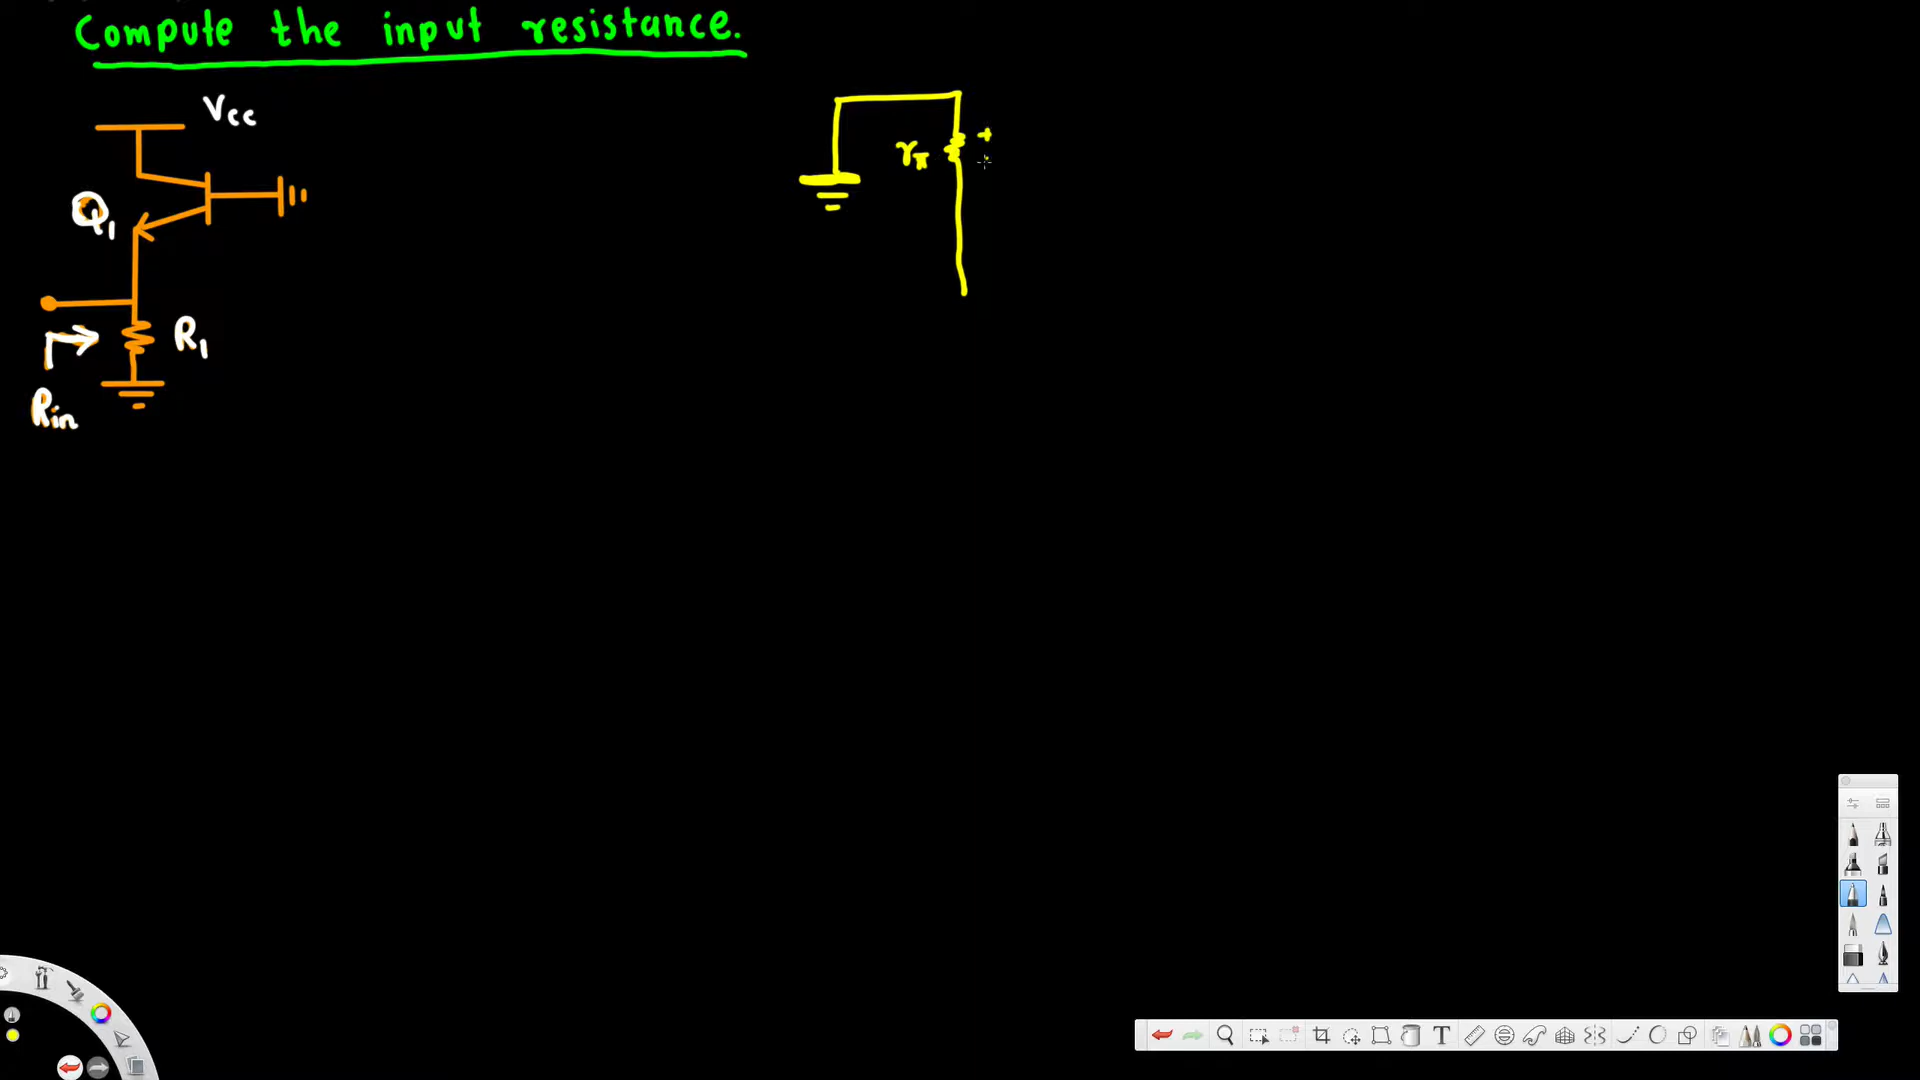 Compute the input resistance.
Vcc
Q1
R1
Rin
rπ
+